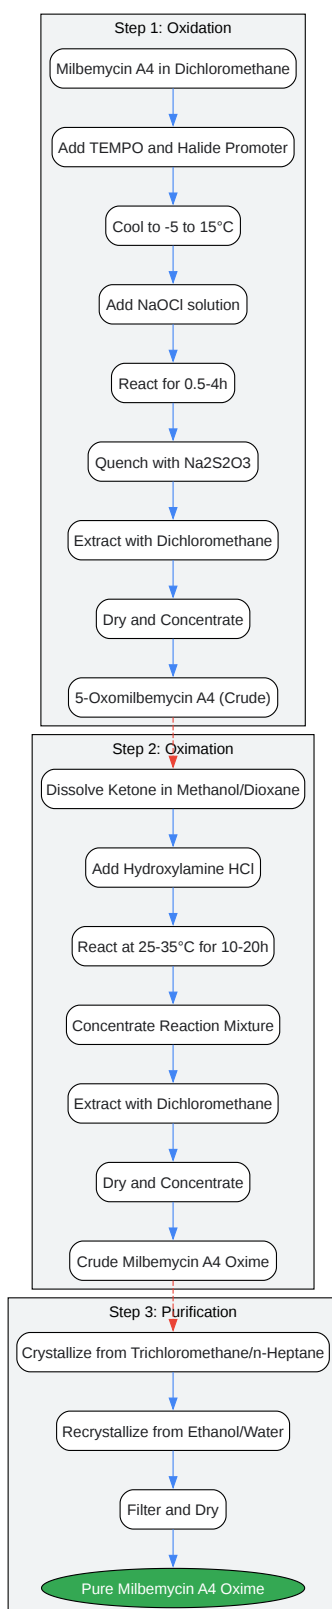 Step 1: Oxidation
Milbemycin A4 in Dichloromethane
Add TEMPO and Halide Promoter
Cool to -5 to 15°C
Add NaOCl solution
React for 0.5-4h
Quench with Na2S2O3
Extract with Dichloromethane
Dry and Concentrate
5-Oxomilbemycin A4 (Crude)
Step 2: Oximation
Dissolve Ketone in Methanol/Dioxane
Add Hydroxylamine HCl
React at 25-35°C for 10-20h
Concentrate Reaction Mixture
Extract with Dichloromethane
Dry and Concentrate
Crude Milbemycin A4 Oxime
Step 3: Purification
Crystallize from Trichloromethane/n-Heptane
Recrystallize from Ethanol/Water
Filter and Dry
Pure Milbemycin A4 Oxime